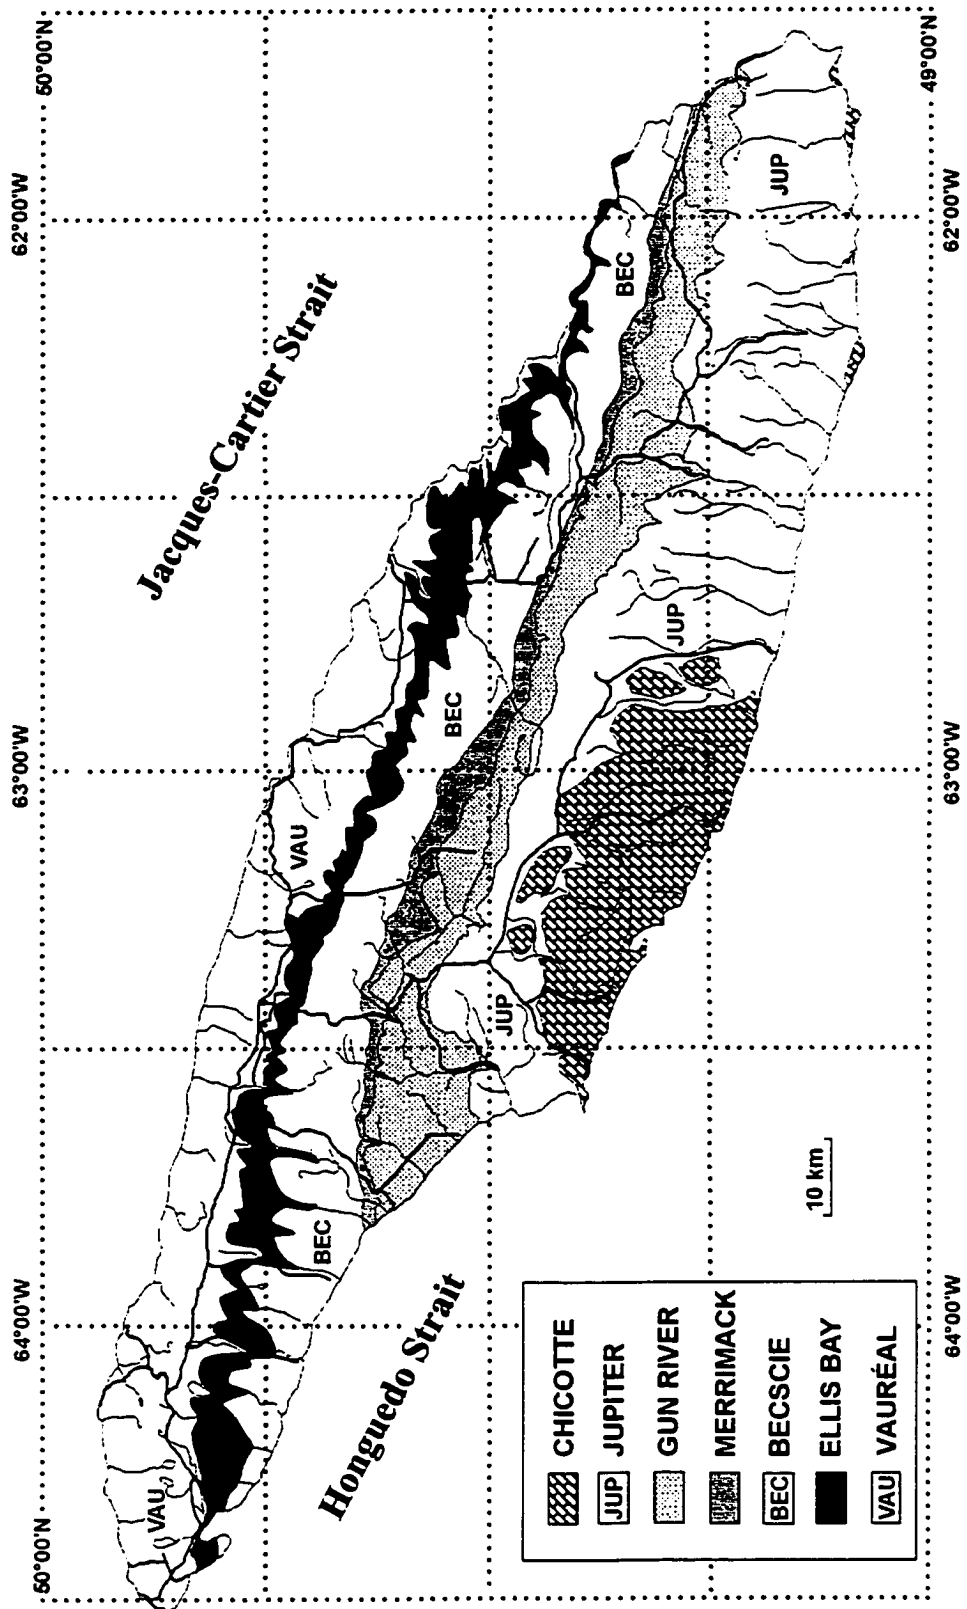 50°00'N
64°00'W
63°00'W
62°00'W
50°00'N
Jacques-Cartier Strait
VAU
VAU
BEC
BEC
BEC
JUP
JUP
JUP
Honguedo Strait
10 km
CHICOTTE
JUP JUPITER
GUN RIVER
MERRIMACK
BEC BECSCIE
ELLIS BAY
VAU VAURÉAL
64°00'W
63°00'W
62°00'W
49°00'N